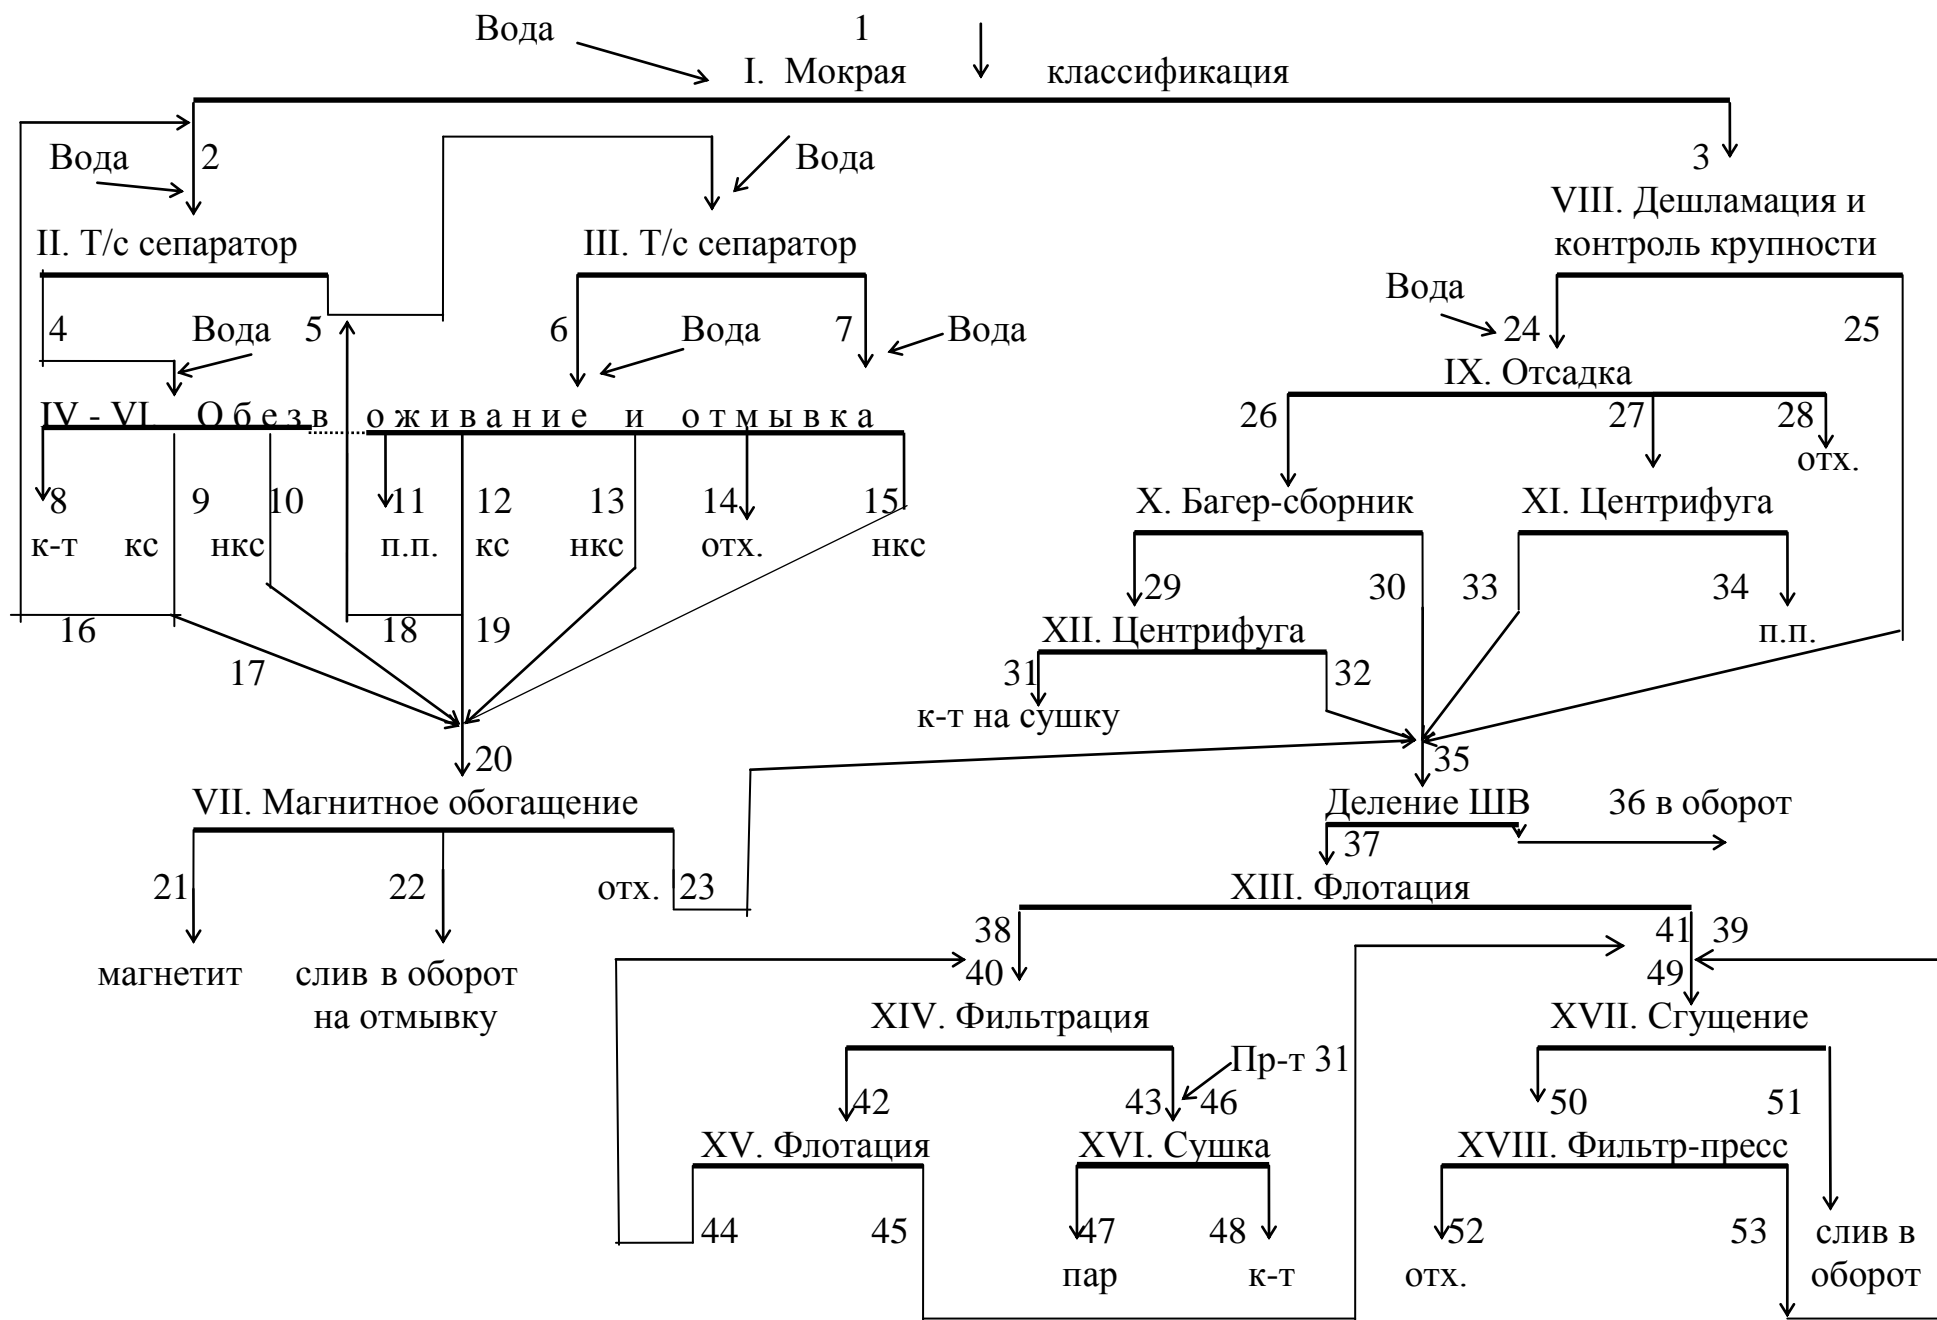 Вода 1
I. Мокрая классификация
Вода 2 Вода 3
VIII. Дешламация и
II. Т/с сепаратор III. Т/с сепаратор контроль крупности
Вода
4 Вода 5 6 Вода 7 Вода 24 25
IX. Отсадка
IV - VI. Обезвоживание и отмывка 26 27 28
отх.
8 9 10 11 12 13 14 15 X. Багер-сборник XI. Центрифуга
к-т кс нкс п.п. кс нкс отх. нкс
29 30 33 34
16 18 19 XII. Центрифуга п.п.
17 31 32
к-т на сушку
20 35
VII. Магнитное обогащение Деление ШВ 36 в оборот
37
21 22 отх. 23 XIII. Флотация
38 41 39
магнетит слив в оборот 40 49
на отмывку XIV. Фильтрация XVII. Сгущение
Пр-т 31
42 43 46 50 51
XV. Флотация XVI. Сушка XVIII. Фильтр-пресс
44 45 47 48 52 53 слив в
пар к-т отх. оборот